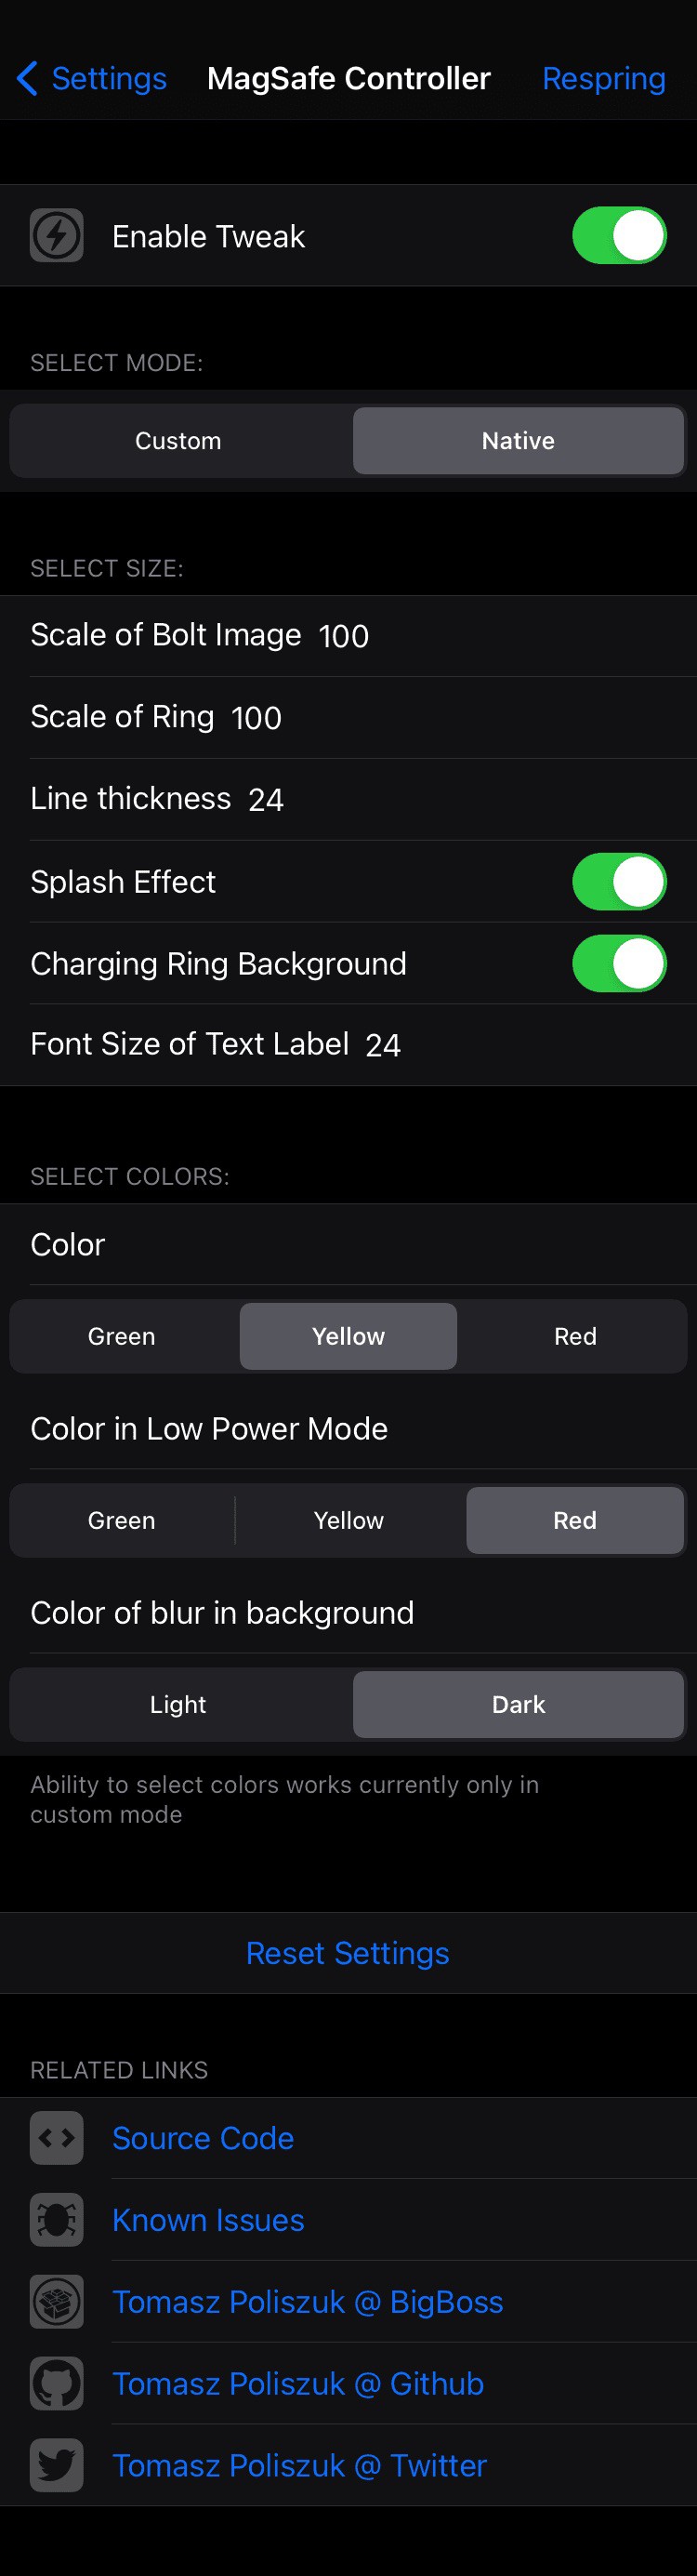 Settings MagSafe Controller Respring
Enable Tweak
SELECT MODE:
Custom Native
SELECT SIZE:
Scale of Bolt Image 100
Scale of Ring 100
Line thickness 24
Splash Effect
Charging Ring Background
Font Size of Text Label 24
SELECT COLORS:
Color
Green Yellow Red
Color in Low Power Mode
Green Yellow Red
Color of blur in background
Light Dark
Ability to select colors works currently only in
custom mode
Reset Settings
RELATED LINKS
Source Code
Known Issues
Tomasz Poliszuk @ BigBoss
Tomasz Poliszuk @ Github
Tomasz Poliszuk @ Twitter